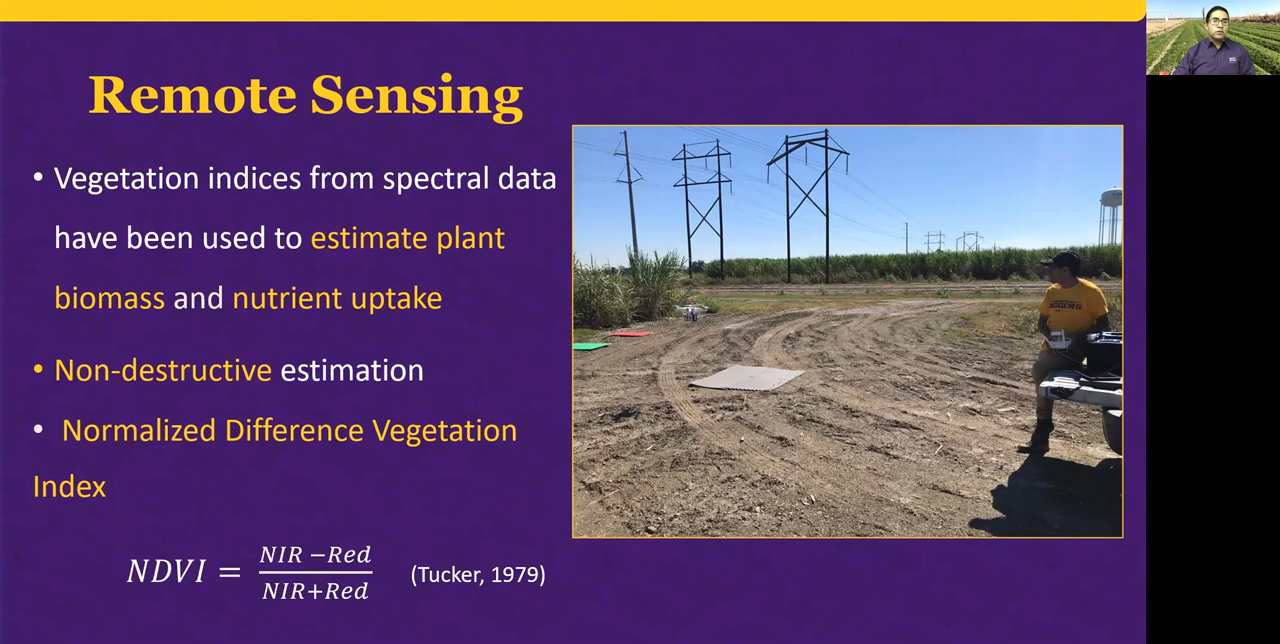 Remote Sensing
• Vegetation indices from spectral data
have been used to estimate plant
biomass and nutrient uptake
• Non-destructive estimation
• Normalized Difference Vegetation
Index
NDVI = NIR −Red / NIR+Red (Tucker, 1979)